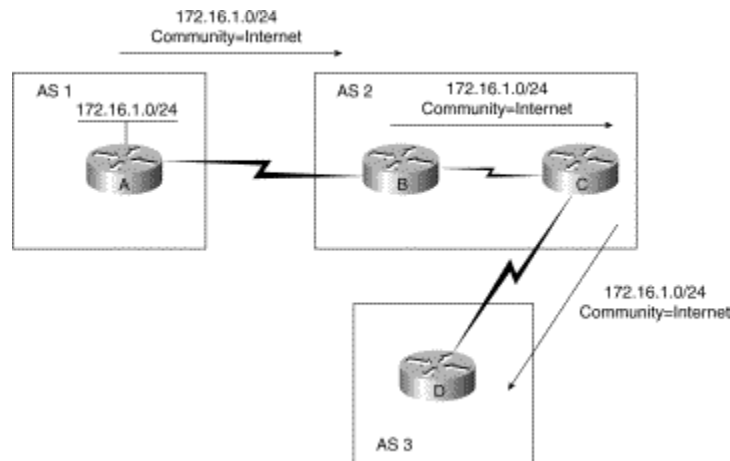 172.16.1.0/24
Community=Internet
AS 1
172.16.1.0/24
A
AS 2
172.16.1.0/24
Community=Internet
B
C
172.16.1.0/24
Community=Internet
D
AS 3